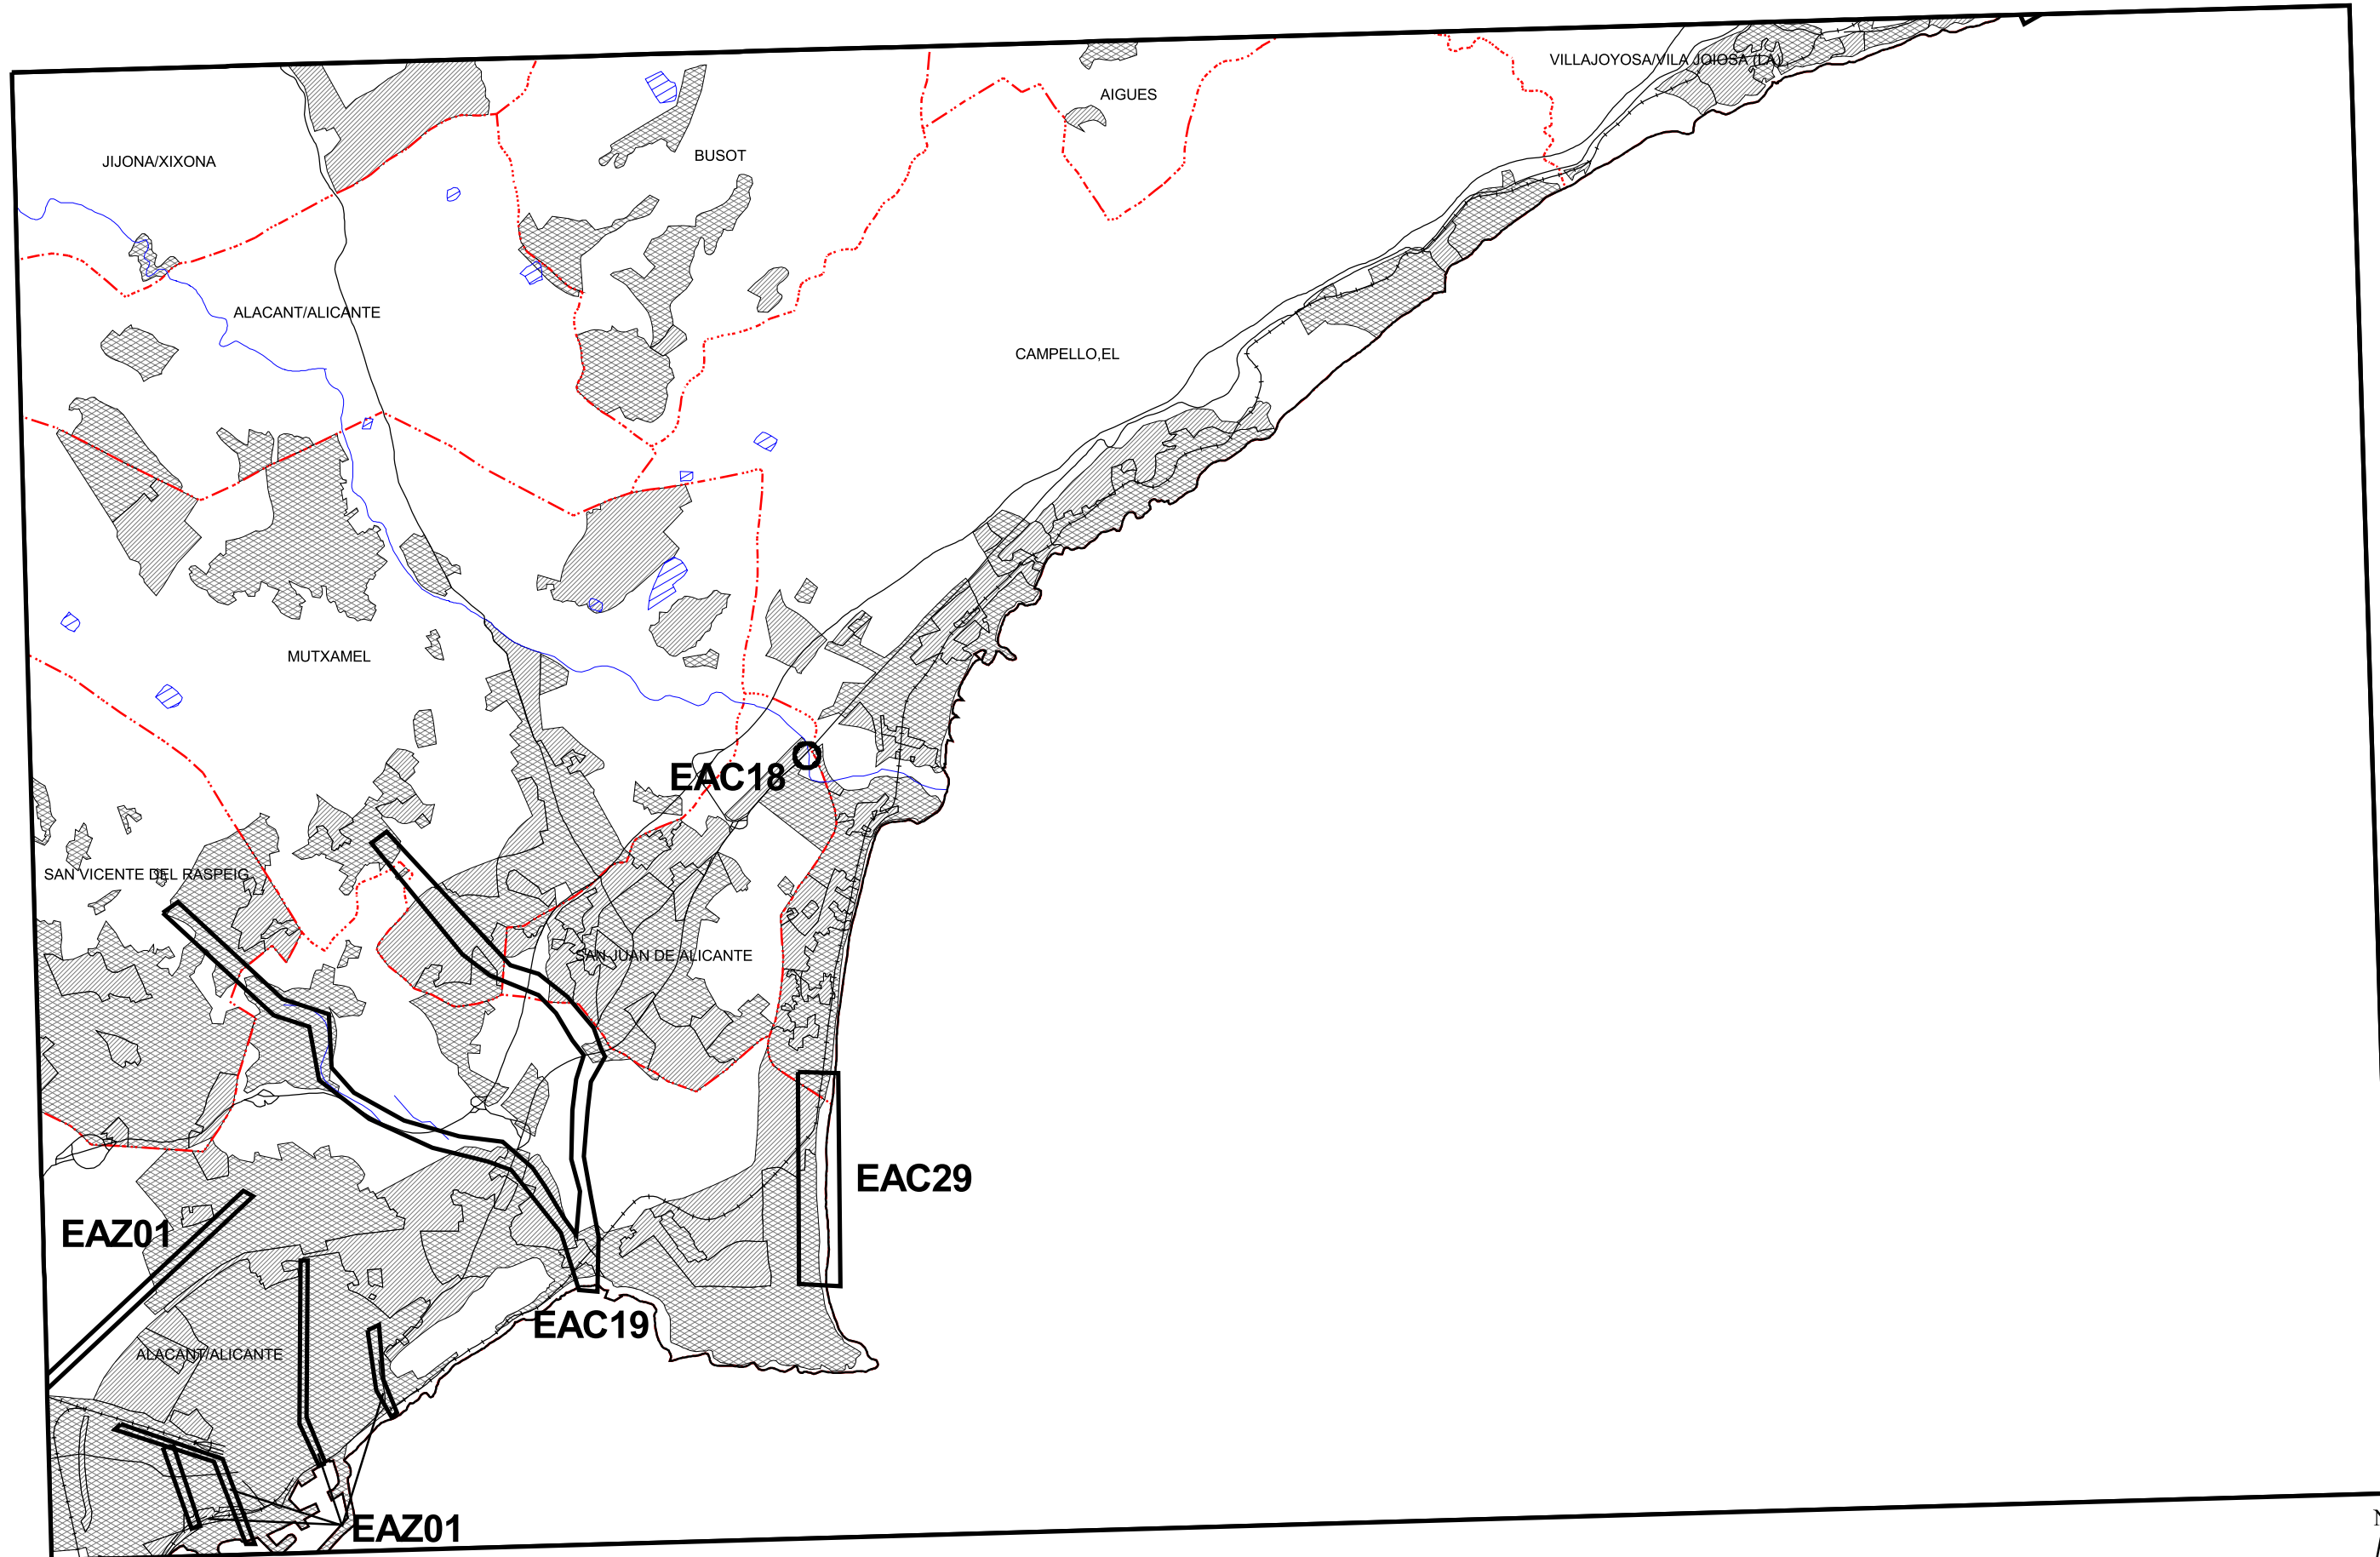 VILLAJOYOSA/VILA JOIOSA (LA)
AIGUES
JIJONA/XIXONA
BUSOT
ALACANT/ALICANTE
CAMPELLO,EL
MUTXAMEL
EAC18
SAN VICENTE DEL RASPEIG
SAN JUAN DE ALICANTE
EAC29
EAZ01
EAC19
ALACANT/ALICANTE
EAZ01